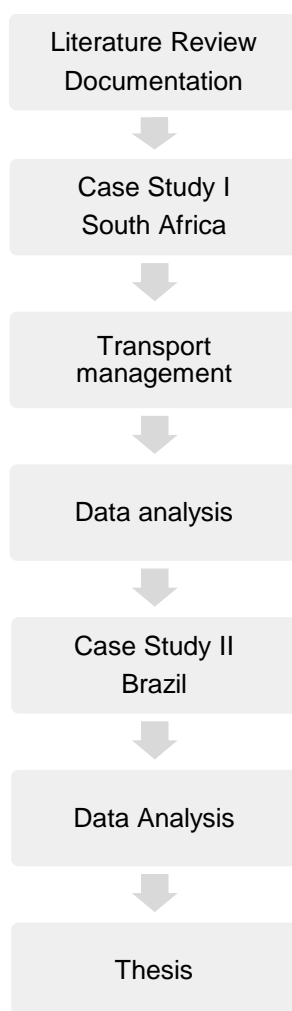 Literature Review
Documentation
Case Study I
South Africa
Transport
management
Data analysis
Case Study II
Brazil
Data Analysis
Thesis